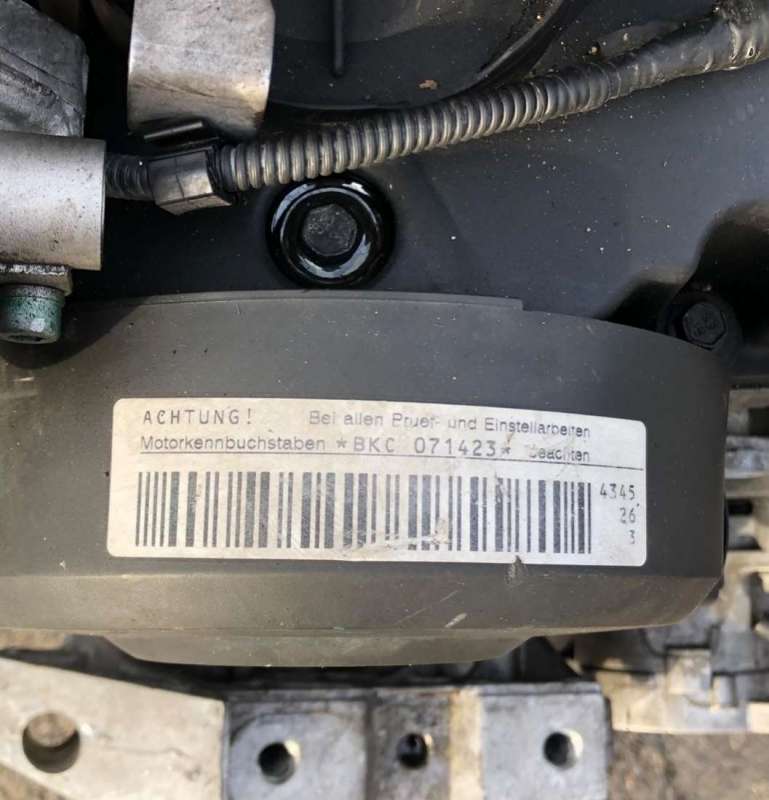 ACHTUNG! Bei allen Pruef- und Einstellarbeiten
Motorkennbuchstaben *BKC 071423* beachten
4345
26
3